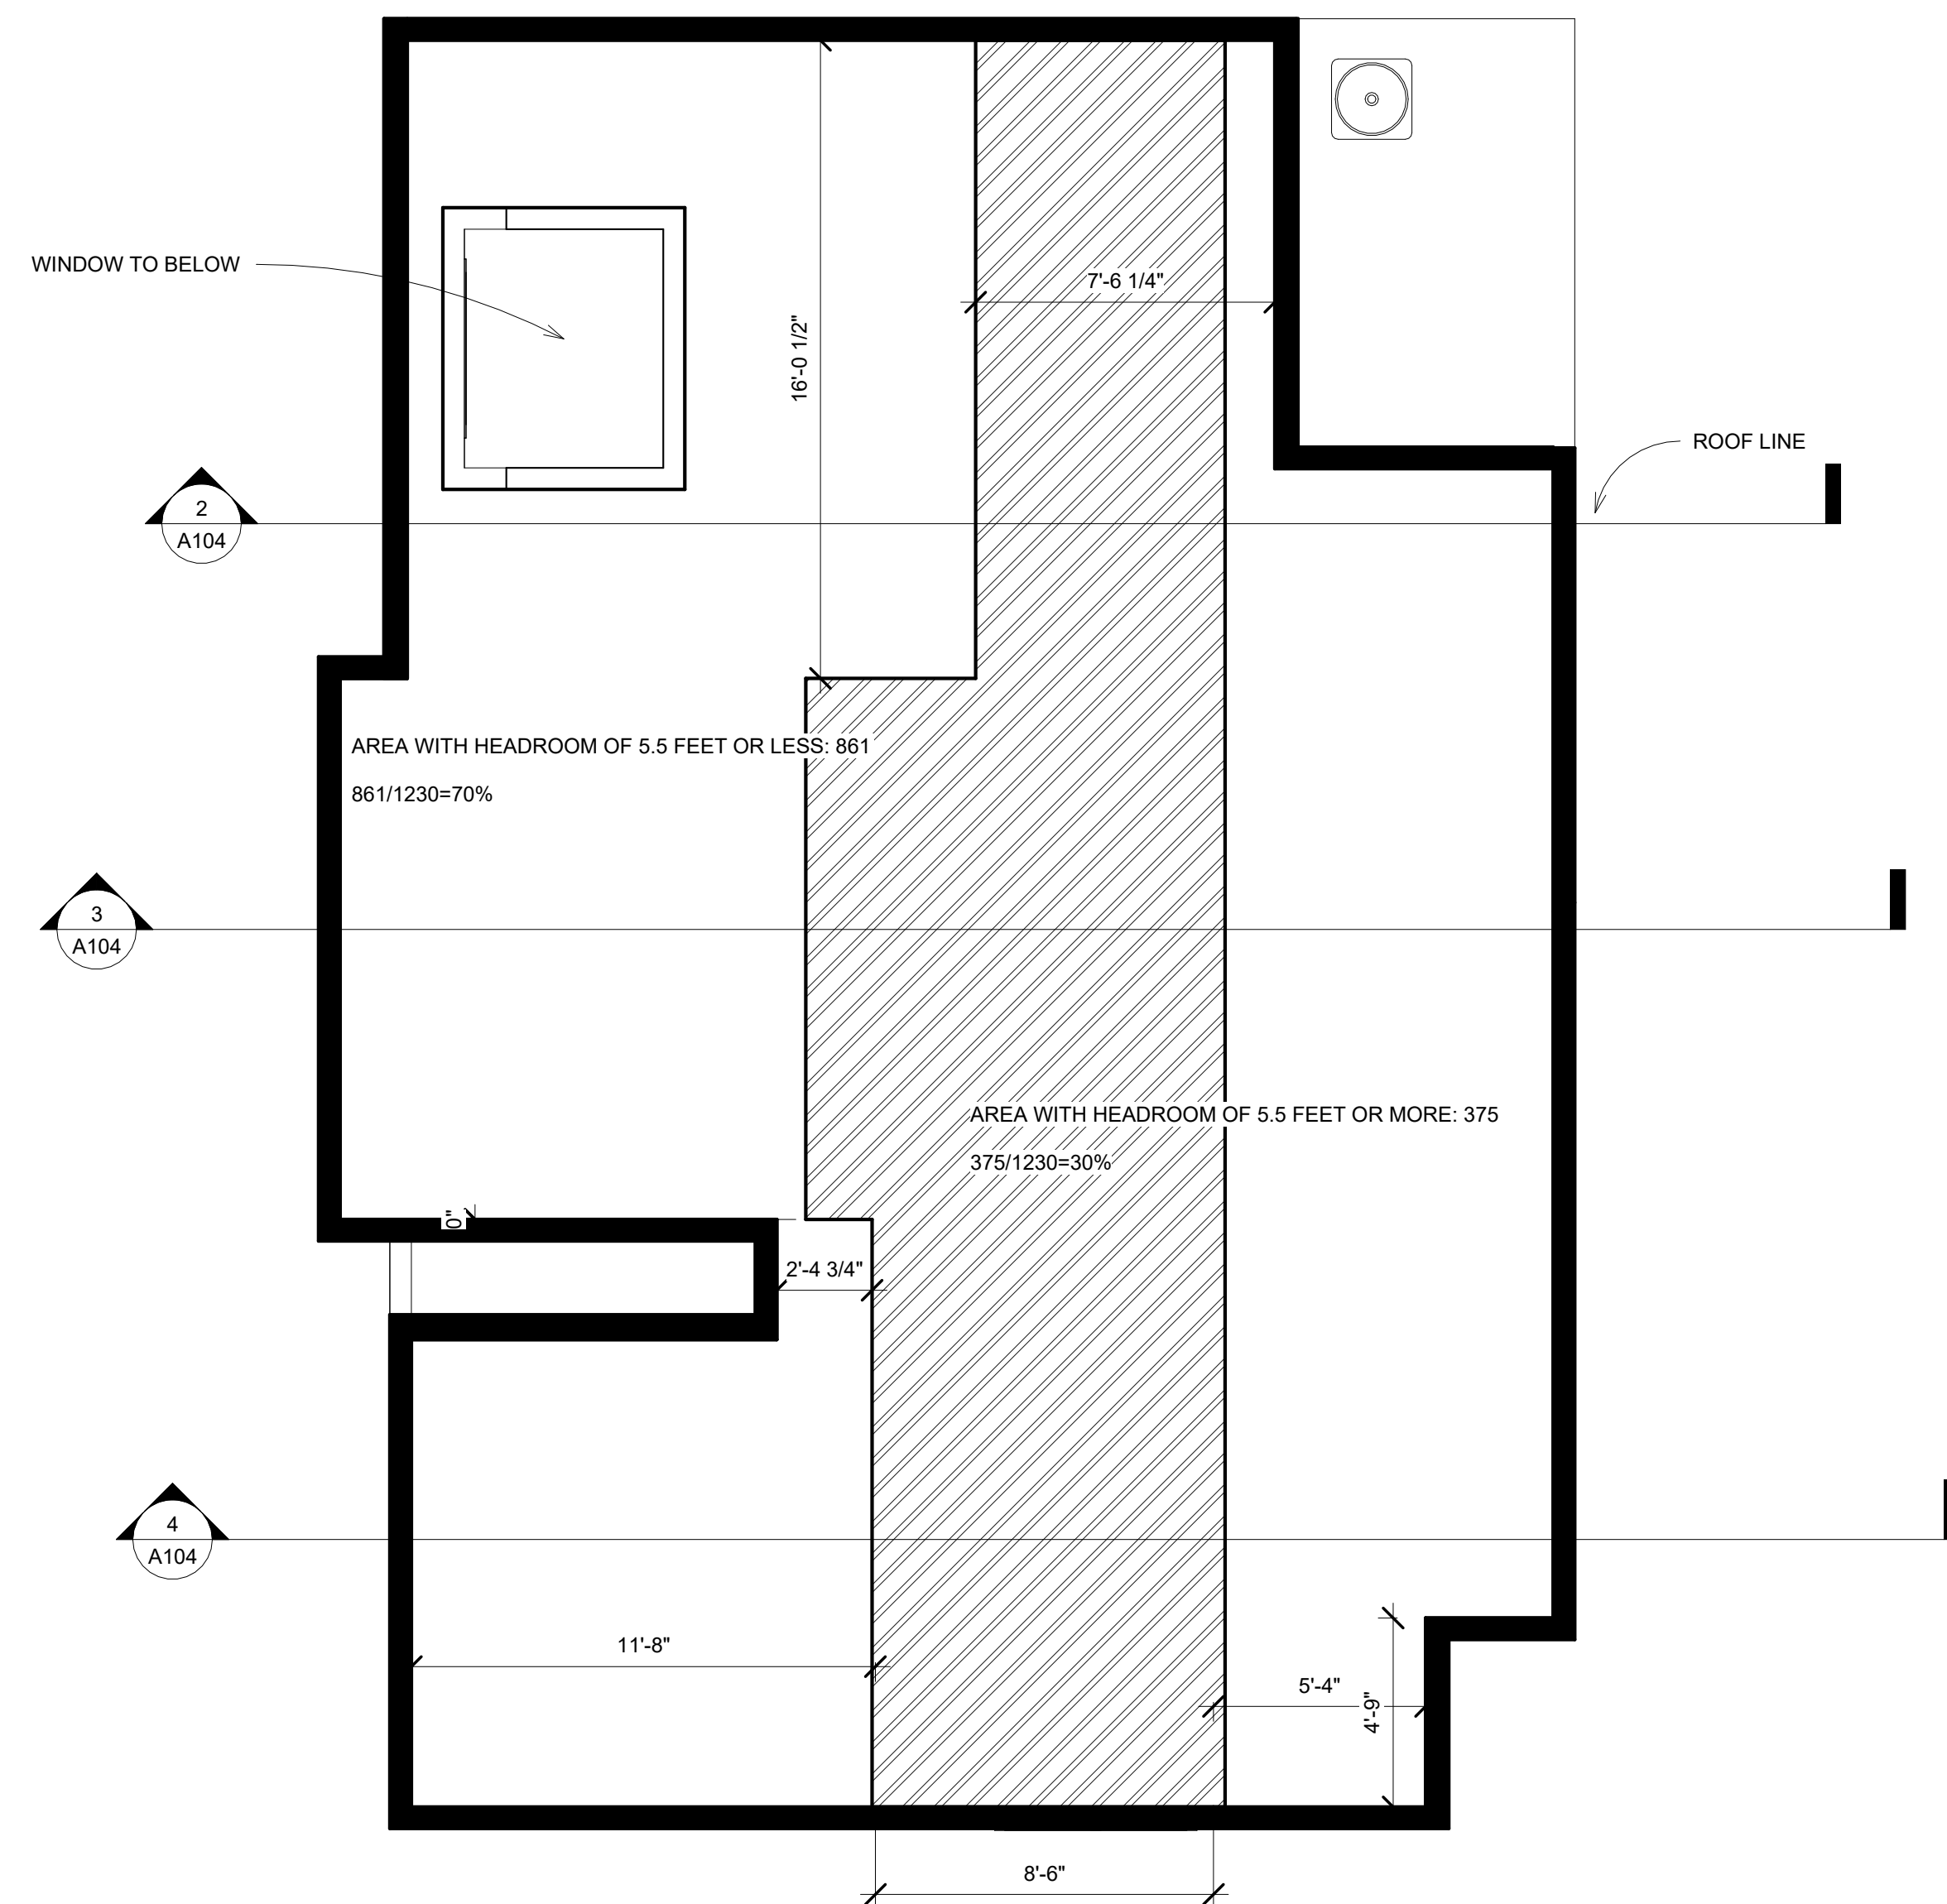 7'-6 1/4"
WINDOW TO BELOW
16'-0 1/2"
ROOF LINE
2
A104
AREA WITH HEADROOM OF 5.5 FEET OR LESS: 861
861/1230=70%
3
A104
AREA WITH HEADROOM OF 5.5 FEET OR MORE: 375
375/1230=30%
0"
2'-4 3/4"
4
A104
11'-8"
5'-4"
4'-9"
8'-6"